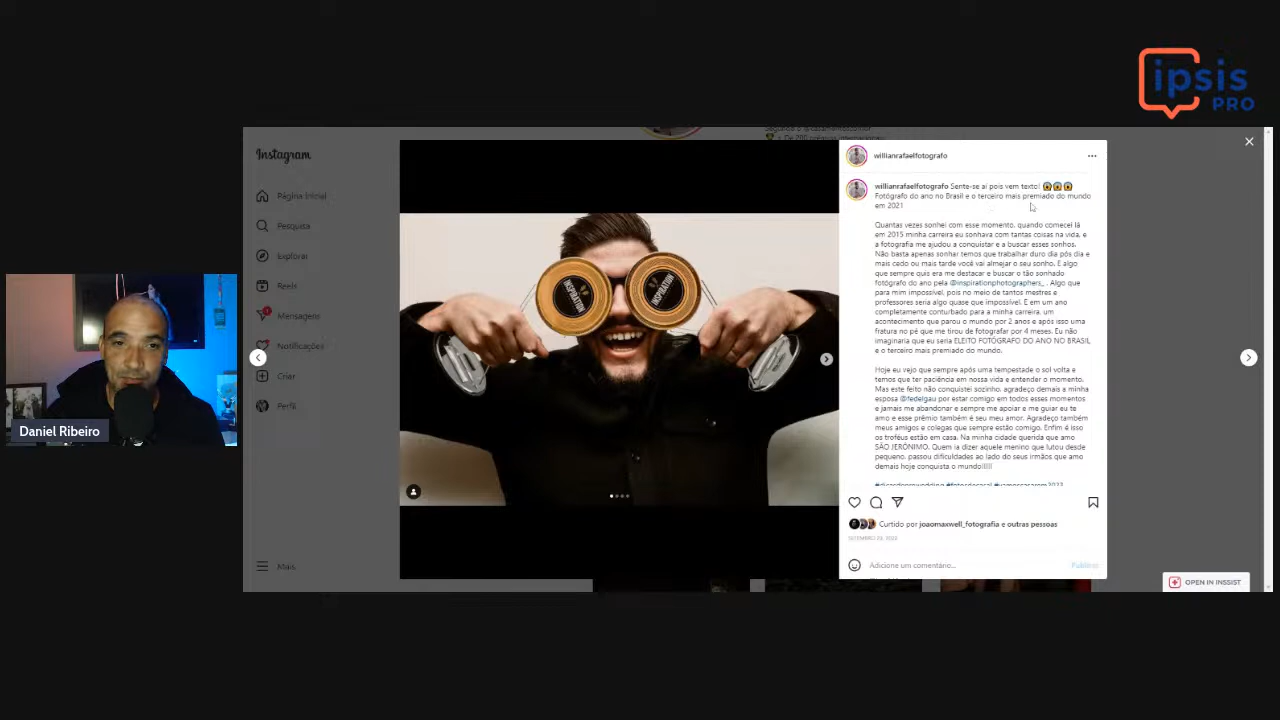 ipsis
PRO
Instagram
Página inicial
Pesquisa
Explorar
Reels
Mensagens
Notificações
Criar
Perfil
Mais
Daniel Ribeiro
INSPIRATION
INSPIRATION
willianrafaelfotografo
willianrafaelfotografo Sente-se aí pois vem texto! 😱😱😱
Fotógrafo do ano no Brasil e o terceiro mais premiado do mundo
em 2021
Quantas vezes sonhei com esse momento, quando comecei lá
em 2015 minha carreira eu sonhava com tantas coisas na vida, e
a fotografia me ajudou a conquistar e a buscar esses sonhos.
Não basta apenas sonhar temos que trabalhar duro dia pós dia e
mais cedo ou mais tarde você vai almejar o seu sonho. E algo
que sempre quis era me destacar e buscar o tão sonhado
fotógrafo do ano pela @inspirationphotographers_ . Algo que
para mim impossível, pois no meio de tantos mestres e
professores seria algo quase que impossível. E em um ano
completamente conturbado para a minha carreira, um
acontecimento que parou o mundo por 2 anos e após isso uma
fratura no pé que me tirou de fotografar por 4 meses. Eu não
imaginaria que eu seria ELEITO FOTÓGRAFO DO ANO NO BRASIL
e o terceiro mais premiado do mundo.
Hoje eu vejo que sempre após uma tempestade o sol volta e
temos que ter paciência em nossa vida e entender o momento.
Mas este feito não conquistei sozinho, agradeço demais a minha
esposa @fedelgau por estar comigo em todos esses momentos
e jamais me abandonar e sempre me apoiar e me guiar eu te
amo e esse prêmio também é seu meu amor. Agradeço também
meus amigos e colegas que sempre estão comigo. Enfim é isso
os troféus estão em casa. Na minha cidade querida que amo
SÃO JERÔNIMO. Quem ia dizer aquele menino que lutou desde
pequeno, passou dificuldades ao lado do seus irmãos que amo
demais hoje conquista o mundo!!!!!
Curtido por joaomaxwell_fotografia e outras pessoas
Adicione um comentário...
Publicar
OPEN IN INSSIST